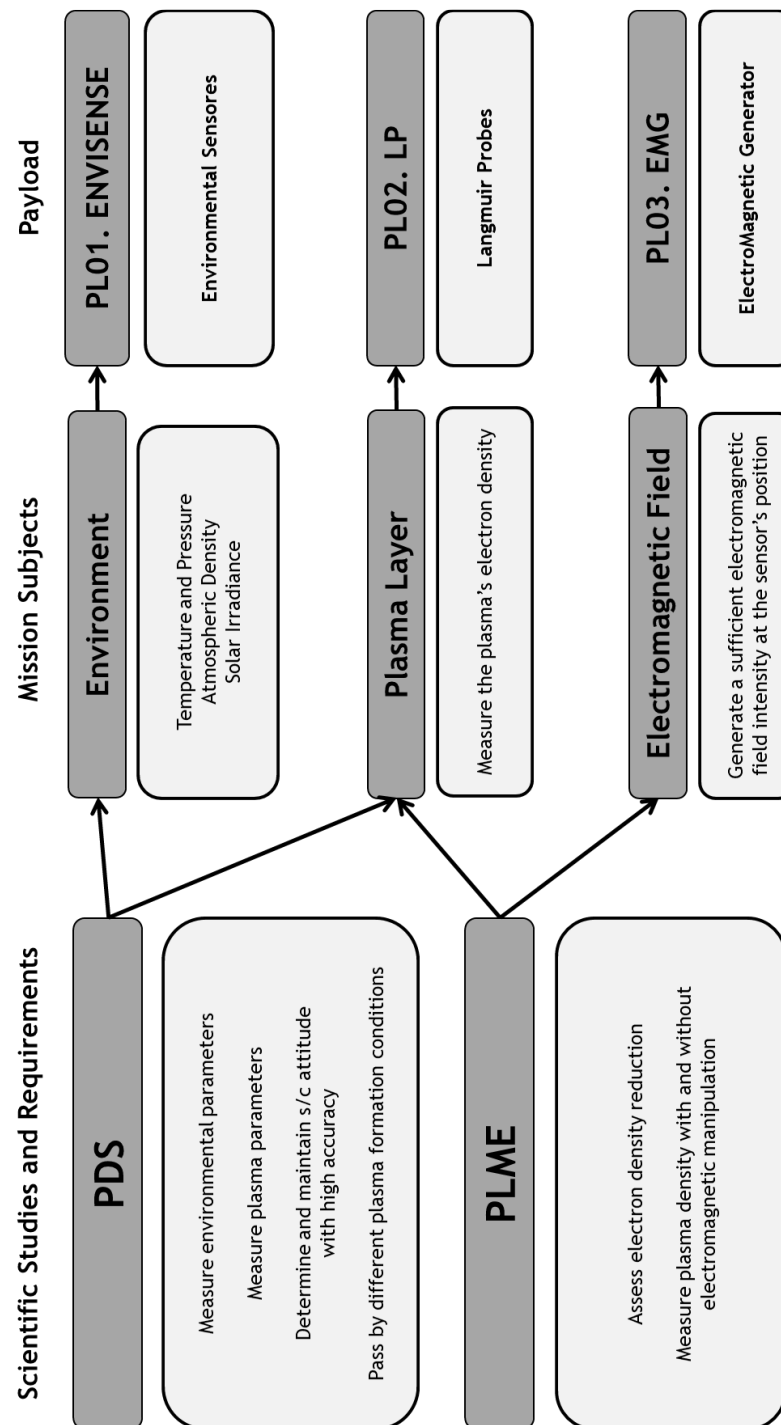 Scientific Studies and Requirements
PDS
Measure environmental parameters
Measure plasma parameters
Determine and maintain s/c attitude
with high accuracy
Pass by different plasma formation conditions
PLME
Assess electron density reduction
Measure plasma density with and without
electromagnetic manipulation
Mission Subjects
Environment
Temperature and Pressure
Atmospheric Density
Solar Irradiance
Plasma Layer
Measure the plasma's electron density
Electromagnetic Field
Generate a sufficient electromagnetic
field intensity at the sensor's position
Payload
PL01. ENVISENSE
Environmental Sensores
PL02. LP
Langmuir Probes
PL03. EMG
ElectroMagnetic Generator